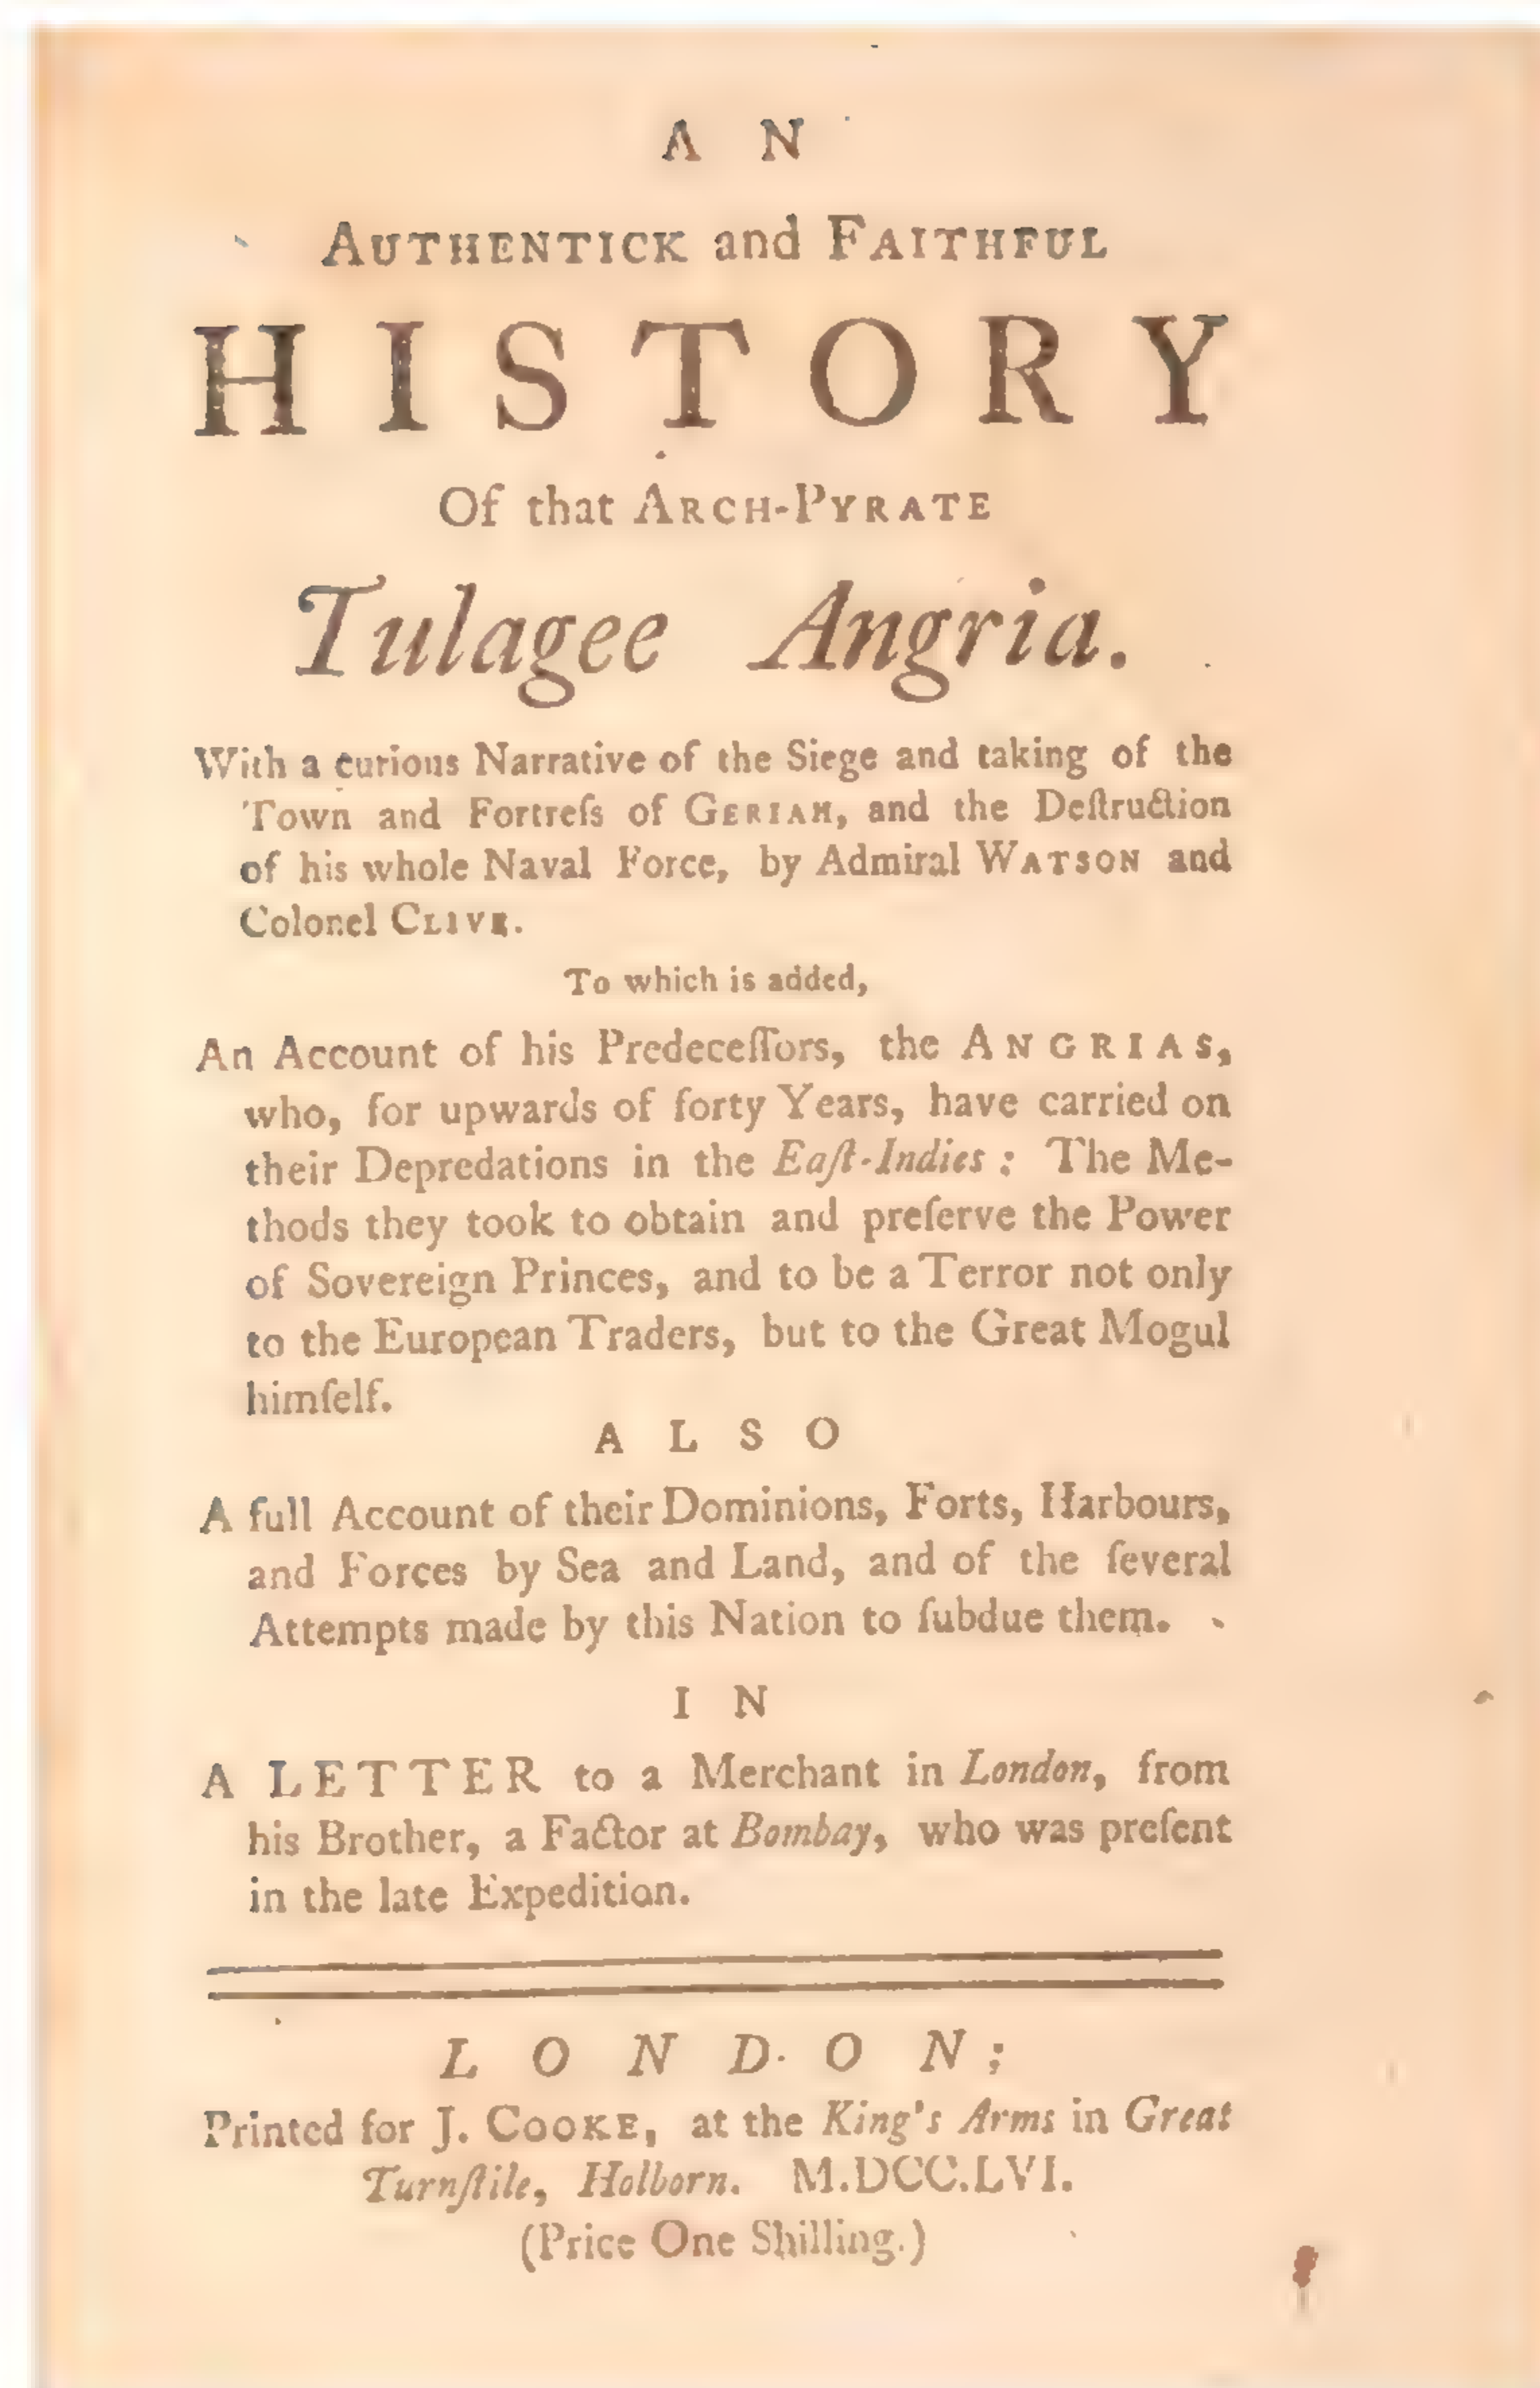 A N
AUTHENTICK and FAITHFUL
HISTORY
Of that ARCH-PYRATE
Tulagee Angria.
With a curious Narrative of the Siege and taking of the
Town and Fortreſs of GERIAH, and the Deſtruction
of his whole Naval Force, by Admiral WATSON and
Colonel CLIVE.
To which is added,
An Account of his Predeceſſors, the ANGRIAS,
who, for upwards of forty Years, have carried on
their Depredations in the Eaſt-Indies: The Me-
thods they took to obtain and preſerve the Power
of Sovereign Princes, and to be a Terror not only
to the European Traders, but to the Great Mogul
himſelf.
ALSO
A full Account of their Dominions, Forts, Harbours,
and Forces by Sea and Land, and of the ſeveral
Attempts made by this Nation to ſubdue them.
IN
A LETTER to a Merchant in London, from
his Brother, a Factor at Bombay, who was preſent
in the late Expedition.
LONDON;
Printed for J. COOKE, at the King's Arms in Great
Turnſtile, Holborn. M.DCC.LVI.
(Price One Shilling.)